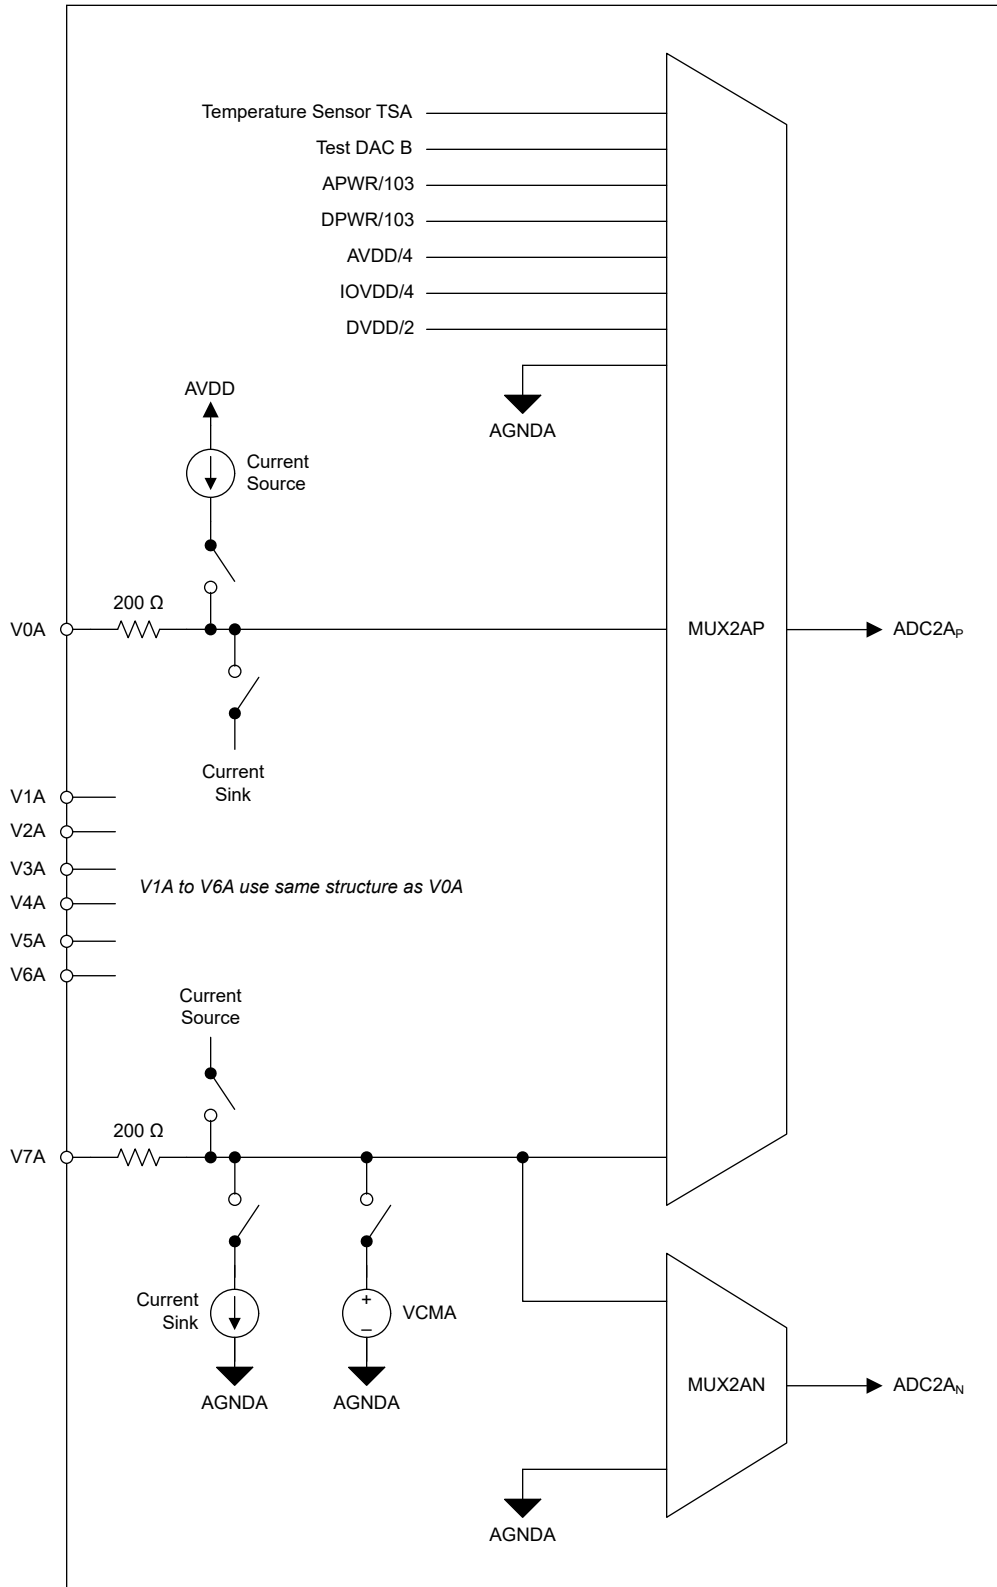 Temperature Sensor TSA
Test DAC B
APWR/103
DPWR/103
AVDD/4
IOVDD/4
DVDD/2
AGNDA
AVDD
Current
Source
200 Ω
V0A
MUX2AP
ADC2AP
Current
Sink
V1A
V2A
V3A
V4A
V5A
V6A
V1A to V6A use same structure as V0A
Current
Source
200 Ω
V7A
Current
Sink
+
–
VCMA
AGNDA
AGNDA
MUX2AN
ADC2AN
AGNDA